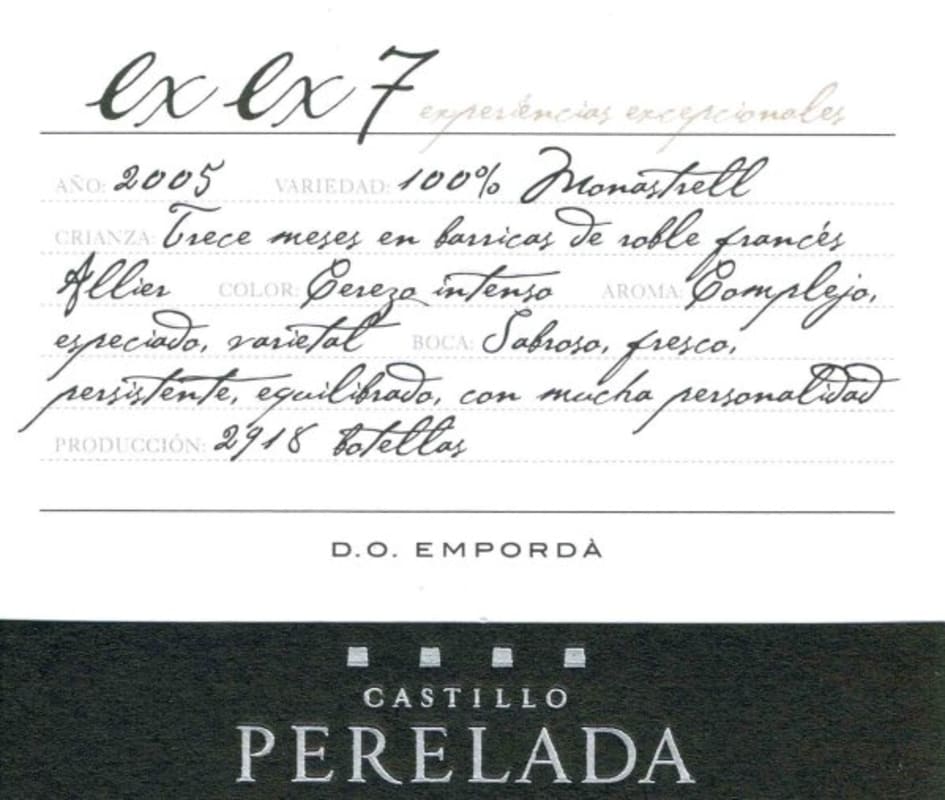 ex ex 7 experiencias excepcionales
AÑO: 2005 VARIEDAD: 100% Monastrell
CRIANZA: Trece meses en barricas de roble francés
Allier COLOR: Cereza intenso AROMA: Complejo,
especiado, varietal BOCA: Sabroso, fresco,
persistente, equilibrado, con mucha personalidad
PRODUCCIÓN: 2918 botellas
D.O. EMPORDÀ
CASTILLO
PERELADA